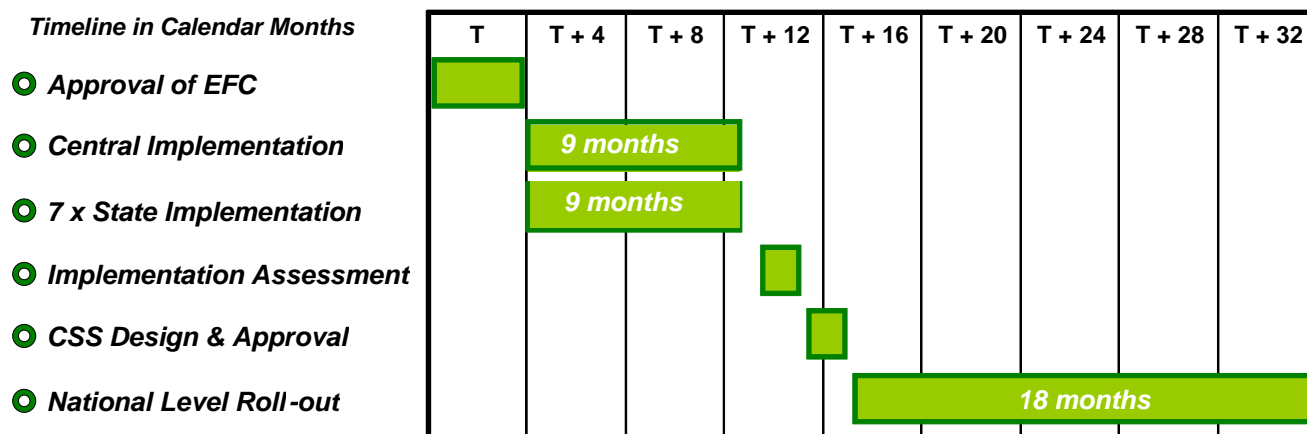 Timeline in Calendar Months T T + 4 T + 8 T + 12 T + 16 T + 20 T + 24 T + 28 T + 32
Approval of EFC
Central Implementation 9 months
7 x State Implementation 9 months
Implementation Assessment
CSS Design & Approval
National Level Roll-out 18 months